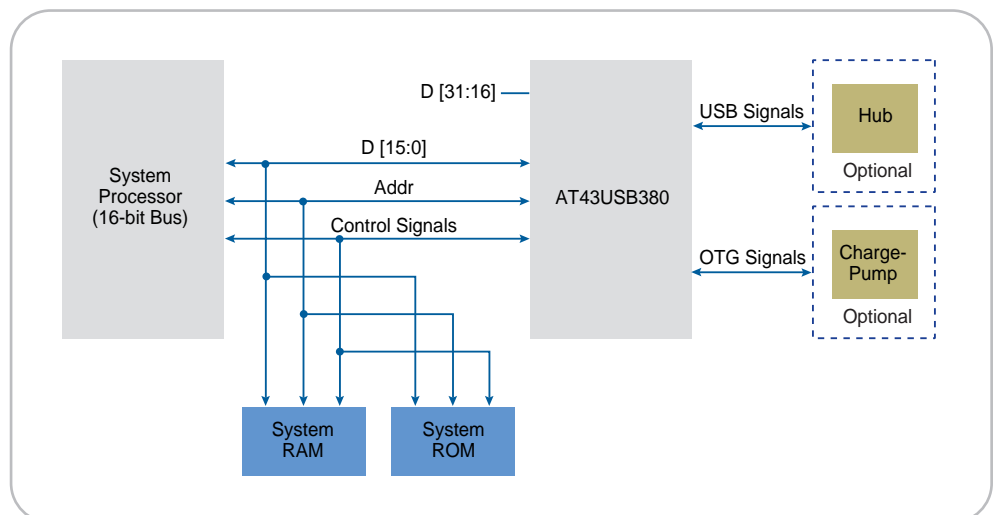 D [31:16]
USB Signals
Hub
Optional
D [15:0]
System
Processor
(16-bit Bus)
Addr
AT43USB380
Control Signals
OTG Signals
Charge-
Pump
Optional
System
RAM
System
ROM